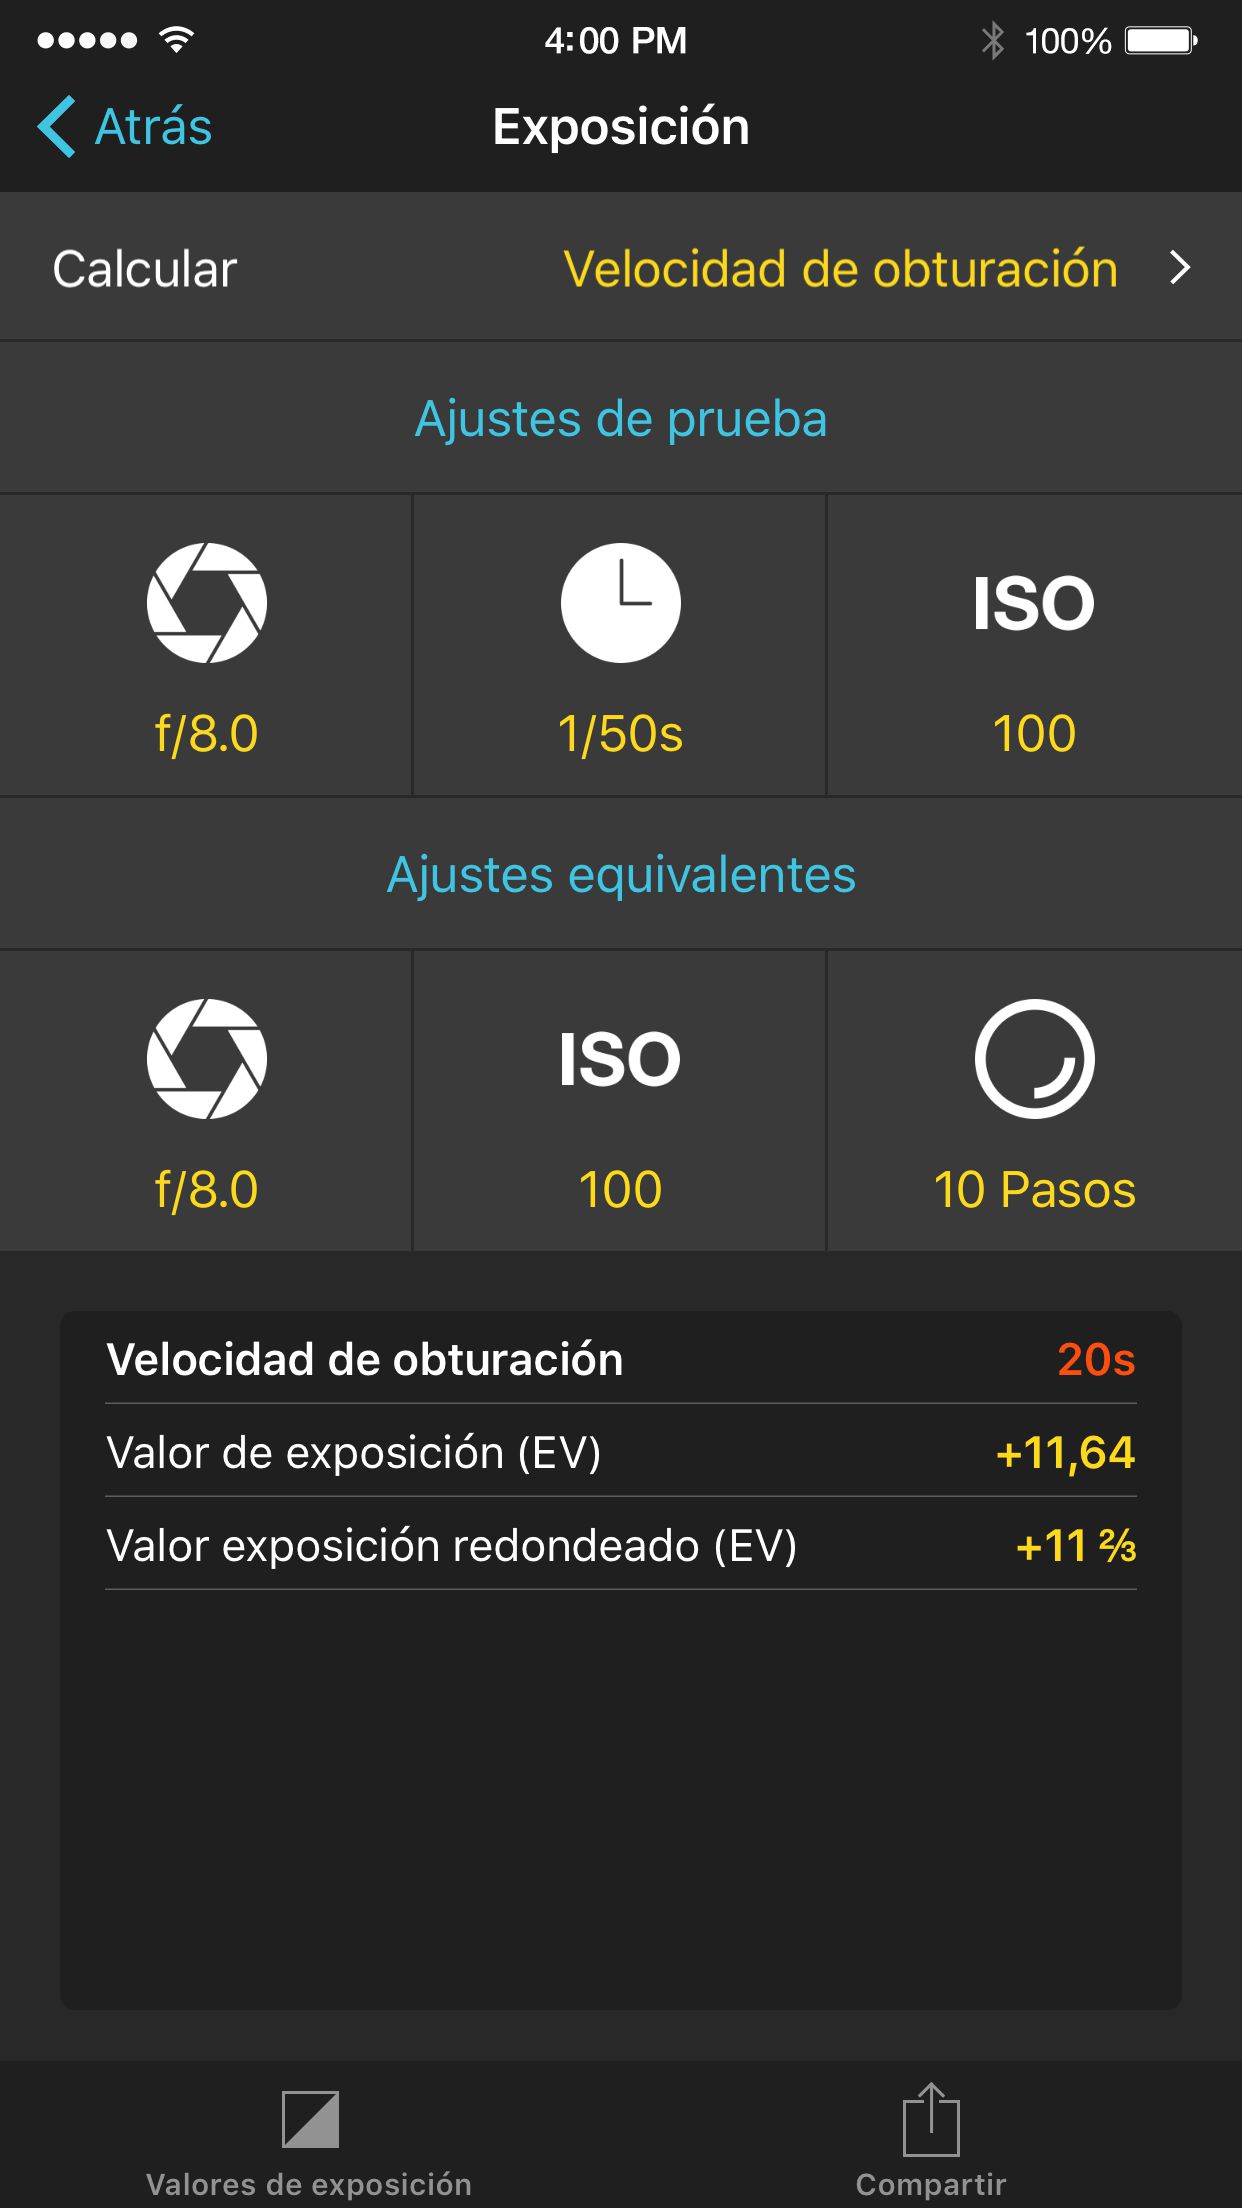 4:00 PM 100%
Atrás Exposición
Calcular Velocidad de obturación
Ajustes de prueba
ISO
f/8.0 1/50s 100
Ajustes equivalentes
ISO
f/8.0 100 10 Pasos
Velocidad de obturación 20s
Valor de exposición (EV) +11,64
Valor exposición redondeado (EV) +11 ⅔
Valores de exposición Compartir